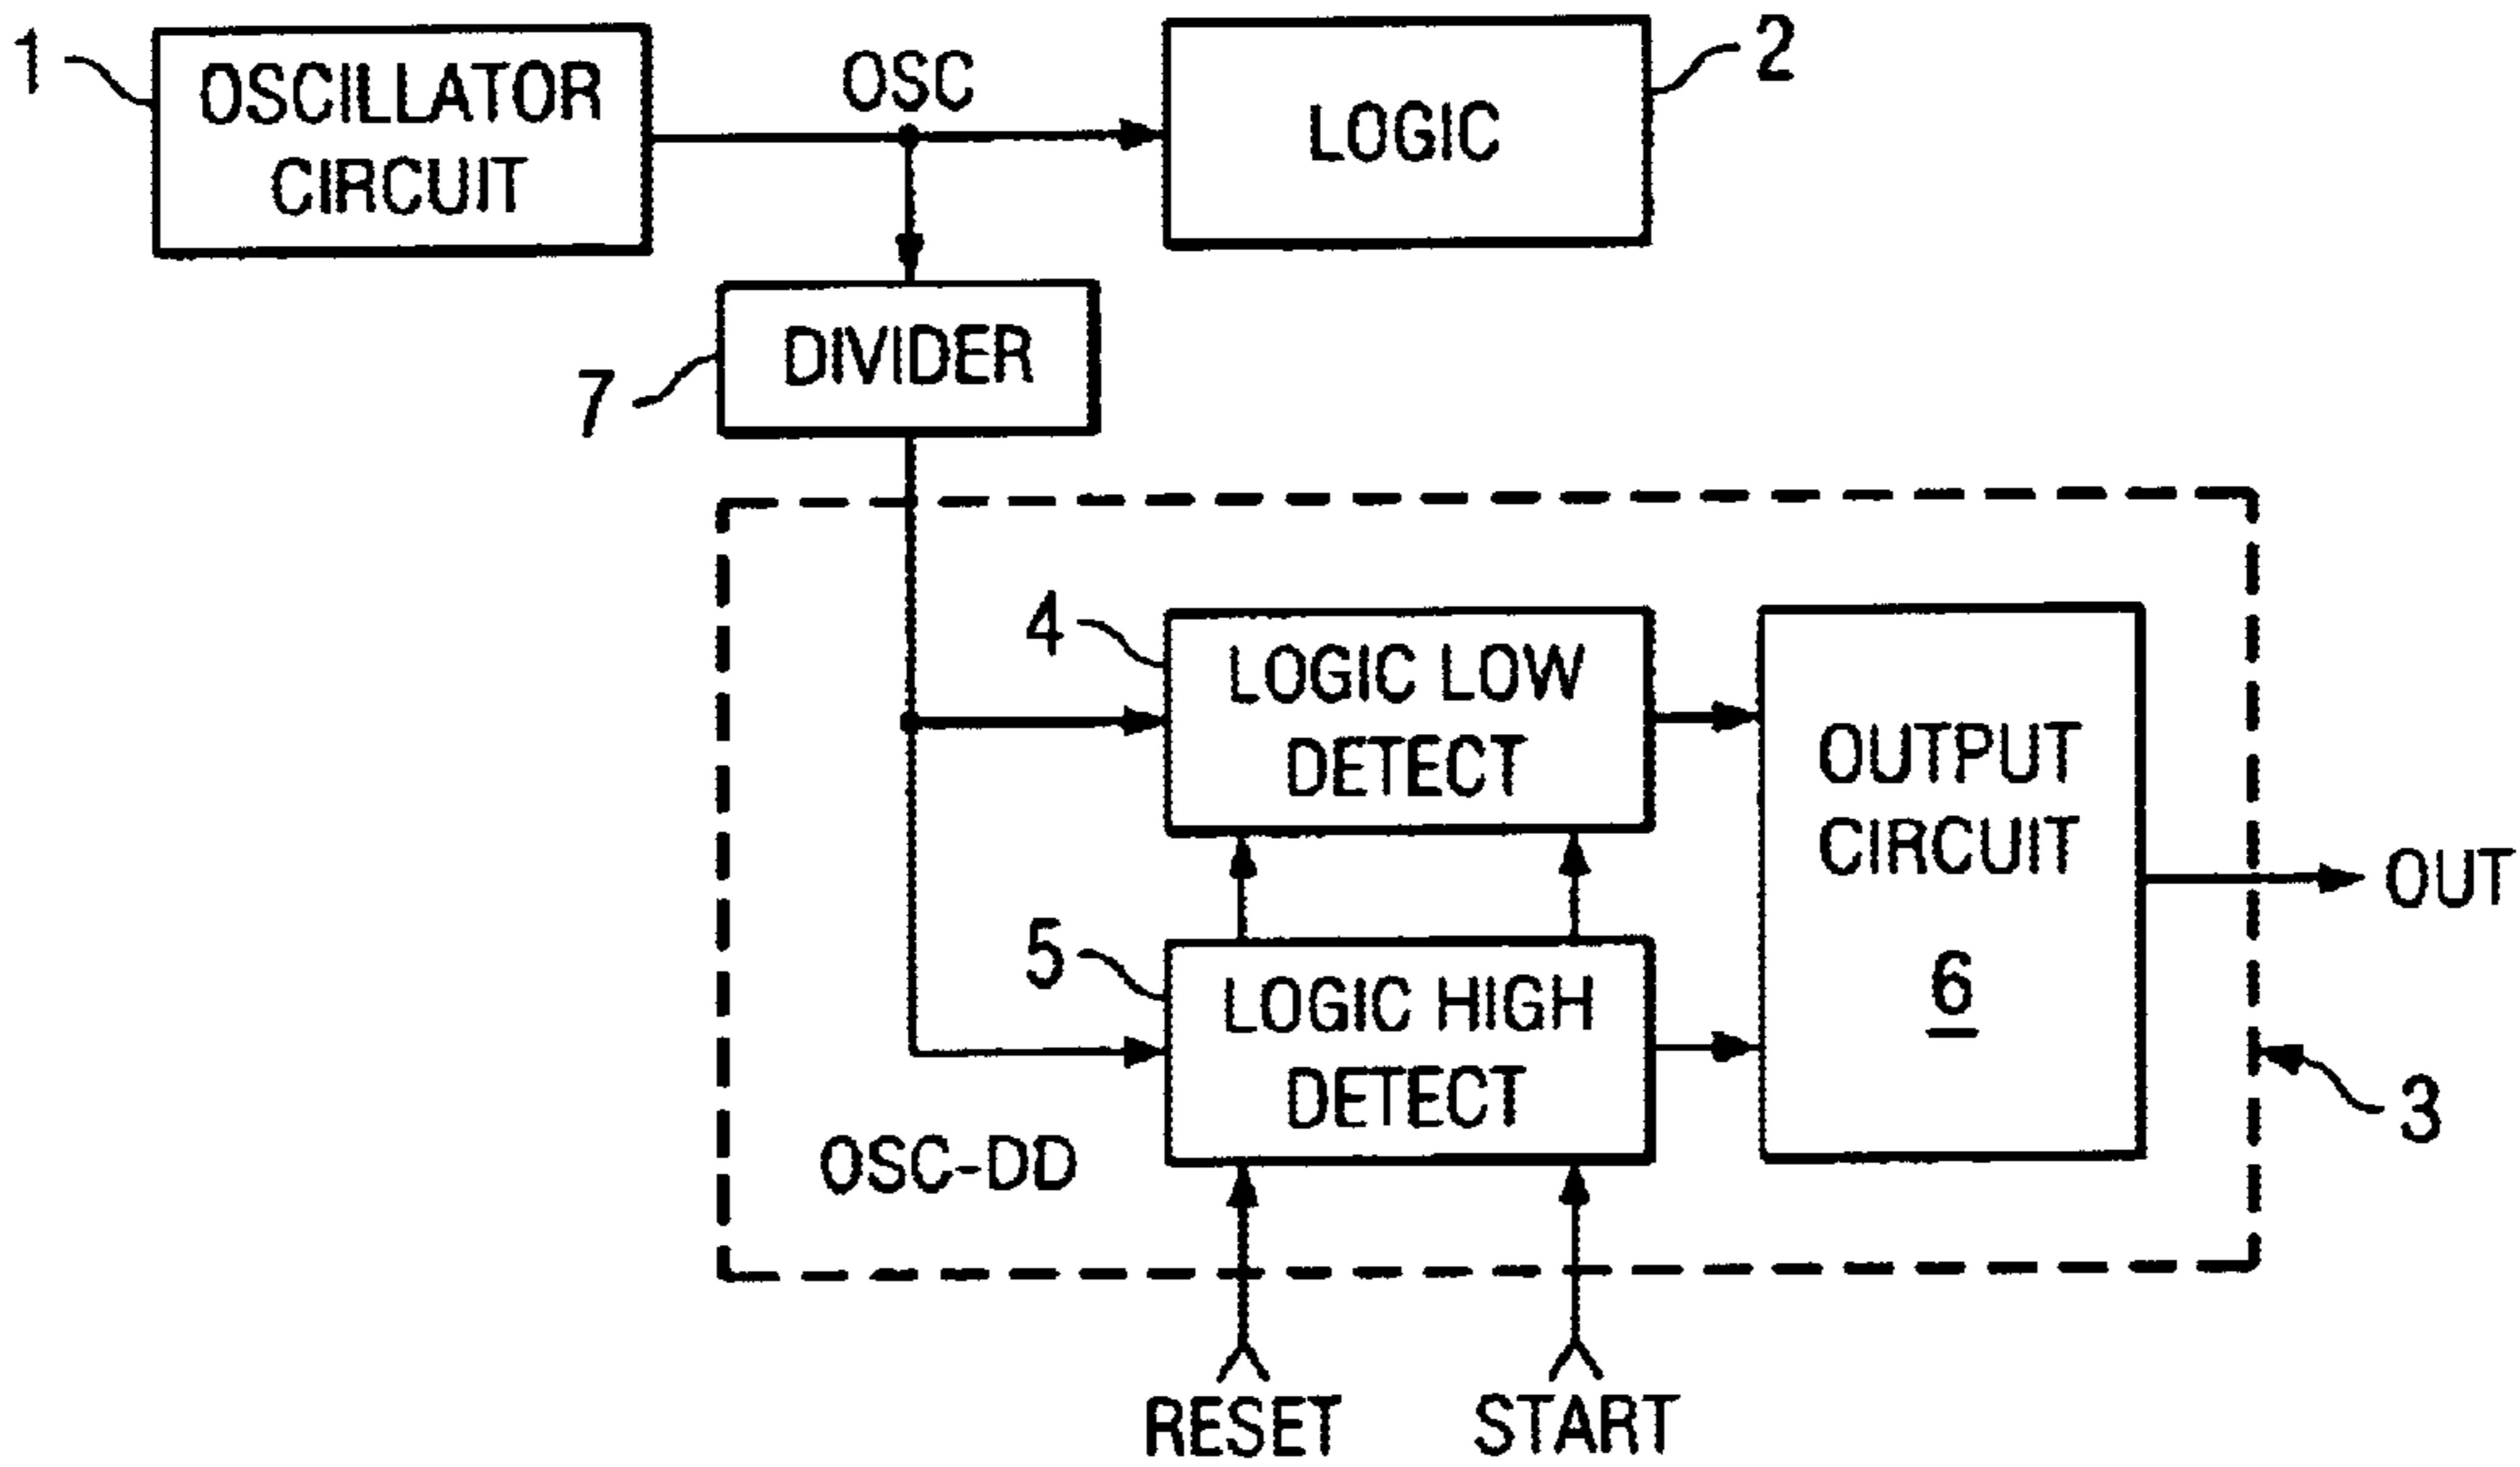 1
OSCILLATOR
CIRCUIT
OSC
LOGIC
2
DIVIDER
7
4
LOGIC LOW
DETECT
OUTPUT
CIRCUIT
6
OUT
5
LOGIC HIGH
DETECT
3
OSC-DD
RESET
START